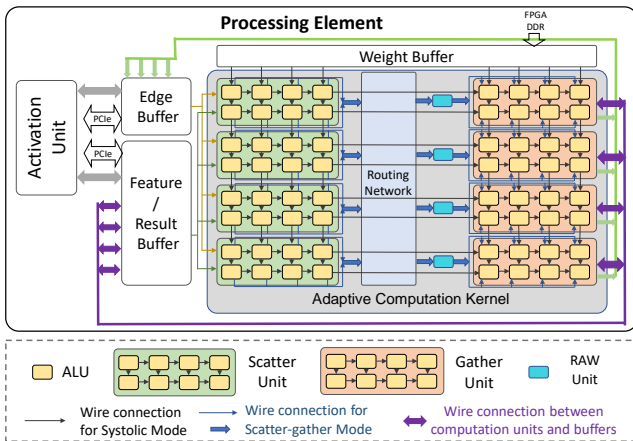 Processing Element
FPGA
DDR
Weight Buffer
Activation
Unit
PCIe
PCIe
Edge
Buffer
Feature
/
Result
Buffer
Routing
Network
Adaptive Computation Kernel
ALU
Scatter
Unit
Gather
Unit
RAW
Unit
Wire connection
for Systolic Mode
Wire connection for
Scatter-gather Mode
Wire connection between
computation units and buffers